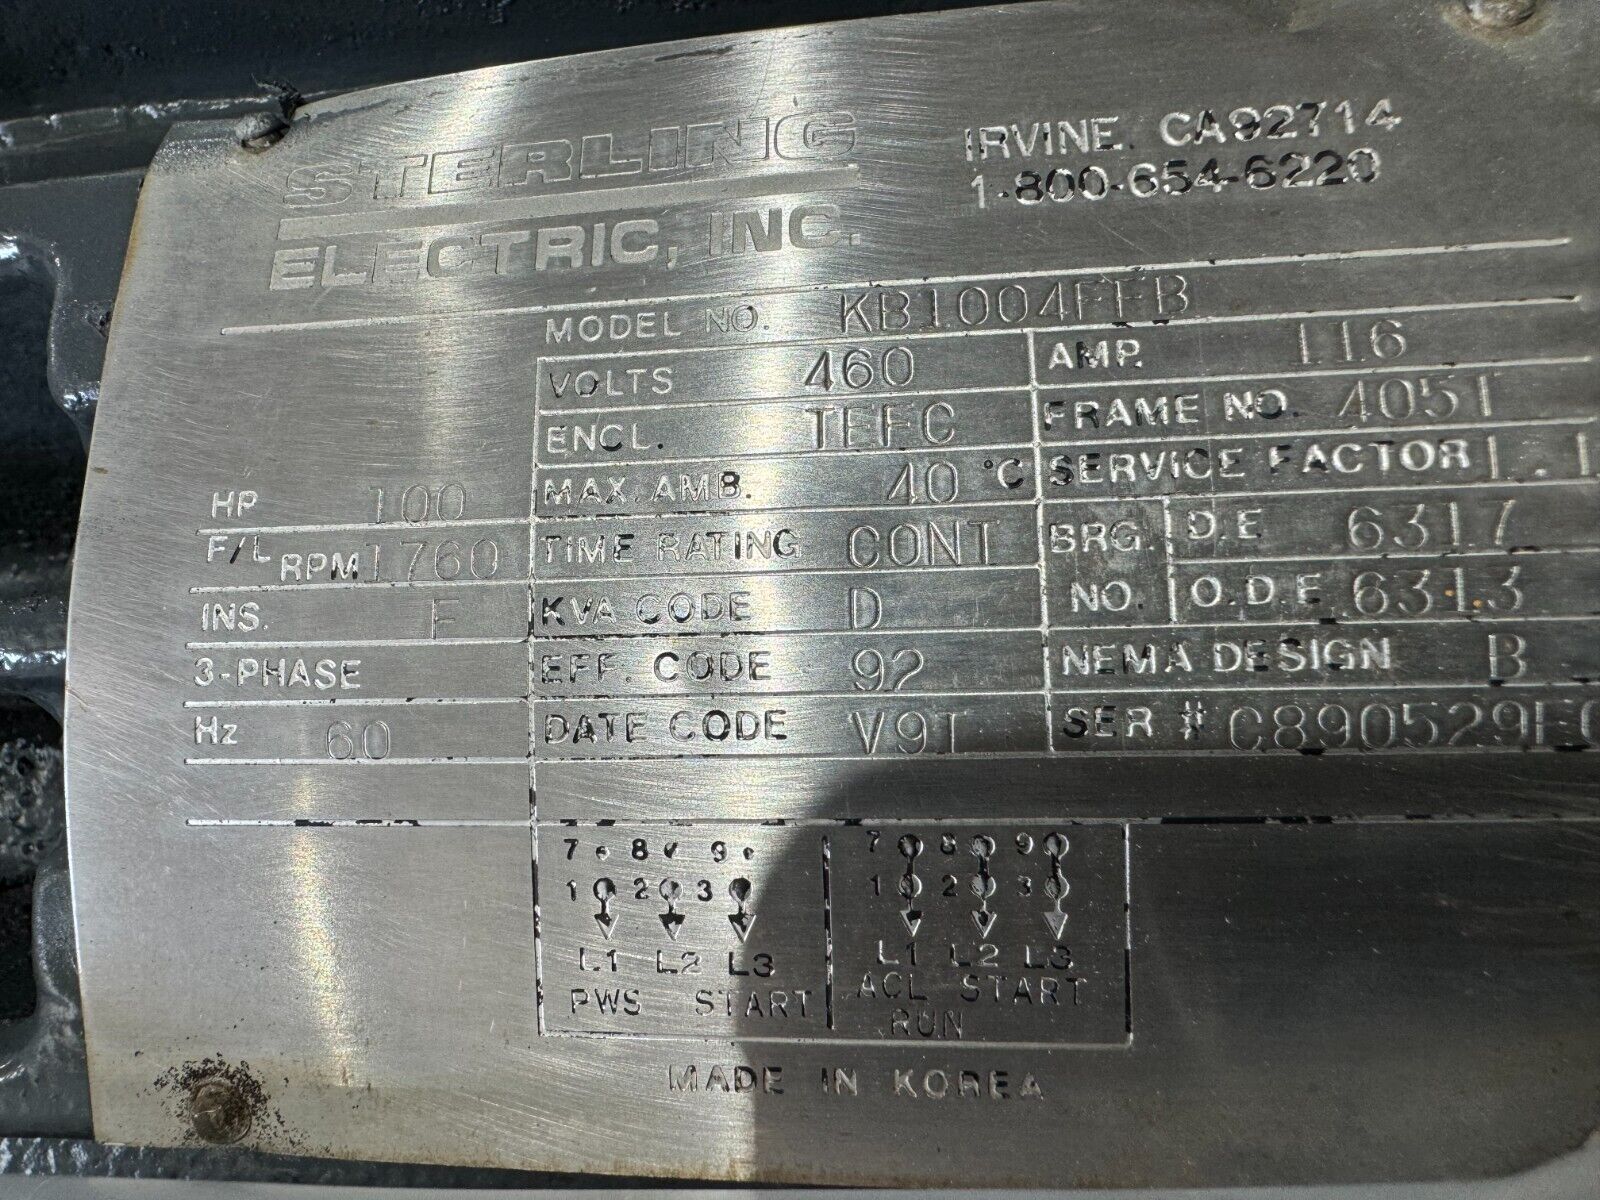 STERLING
ELECTRIC, INC.
IRVINE. CA92714
1-800-654-6220
MODEL NO. KB1004FFB
VOLTS 460 AMP. 116
ENCL. TEFC FRAME NO. 405T
HP 100 MAX. AMB. 40 °C SERVICE FACTOR 1.1
F/L RPM 1760 TIME RATING CONT BRG. NO. D.E 6317
INS. F KVA CODE D O.D.E 6313
3-PHASE EFF. CODE 92 NEMA DESIGN B
Hz 60 DATE CODE V91 SER # C890529
7 8 9 7 8 9
1 2 3 1 2 3
L1 L2 L3 L1 L2 L3
PWS START ACL START
RUN
MADE IN KOREA